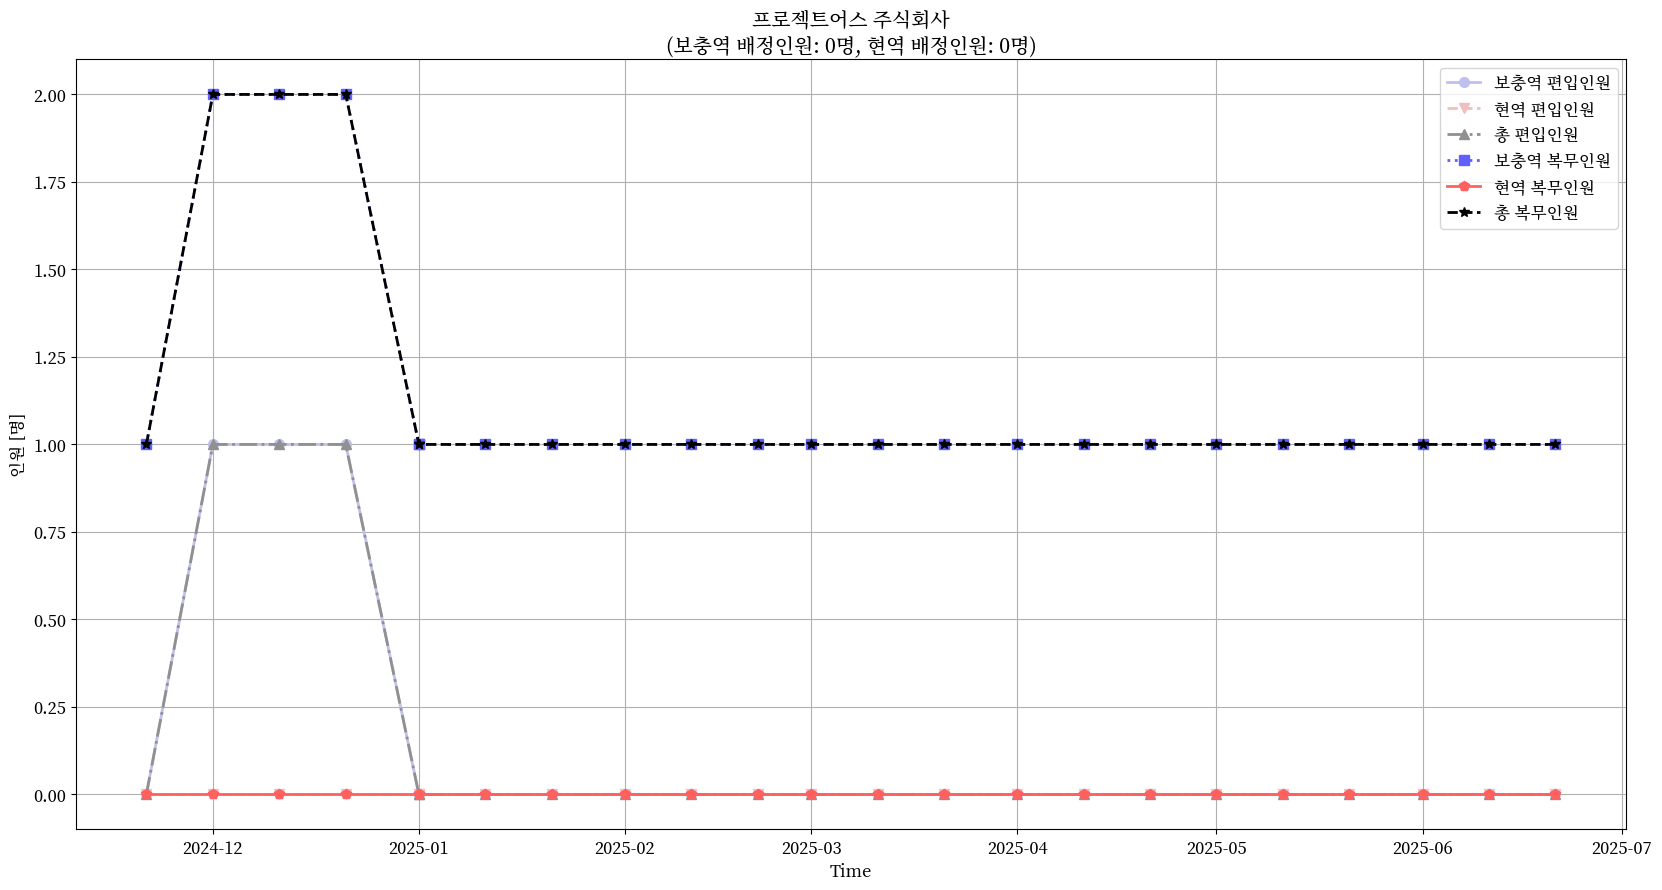 프로젝트어스 주식회사
(보충역 배정인원: 0명, 현역 배정인원: 0명)
보충역 편입인원
현역 편입인원
총 편입인원
보충역 복무인원
현역 복무인원
총 복무인원
인원 [명]
2.00
1.75
1.50
1.25
1.00
0.75
0.50
0.25
0.00
2024-12 2025-01 2025-02 2025-03 2025-04 2025-05 2025-06 2025-07
Time